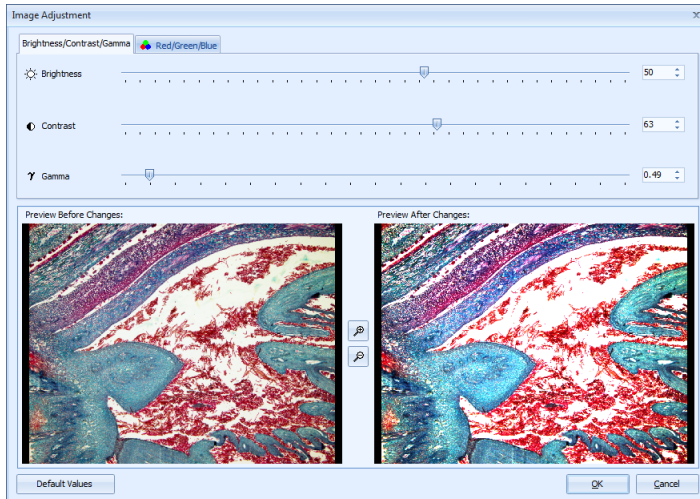 Image Adjustment
Brightness/Contrast/Gamma Red/Green/Blue
Brightness 50
Contrast 63
γ Gamma 0.49
Preview Before Changes: Preview After Changes:
Default Values OK Cancel